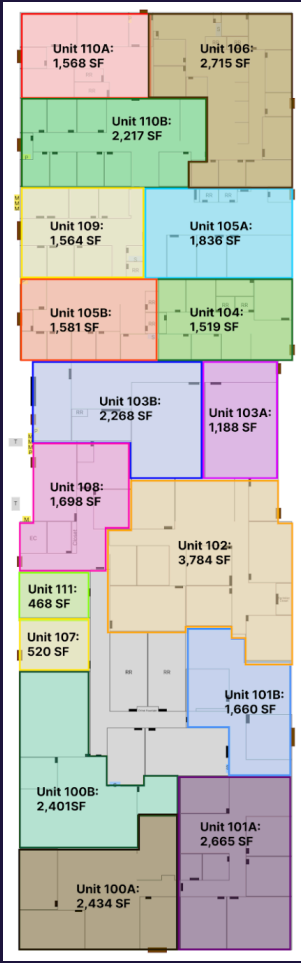 Unit 110A:
1,568 SF
Unit 106:
2,715 SF
Unit 110B:
2,217 SF
Unit 109:
1,564 SF
Unit 105A:
1,836 SF
Unit 105B:
1,581 SF
Unit 104:
1,519 SF
Unit 103B:
2,268 SF
Unit 103A:
1,188 SF
Unit 108:
1,698 SF
Unit 102:
3,784 SF
Unit 111:
468 SF
Unit 107:
520 SF
Unit 101B:
1,660 SF
Unit 100B:
2,401SF
Unit 101A:
2,665 SF
Unit 100A:
2,434 SF